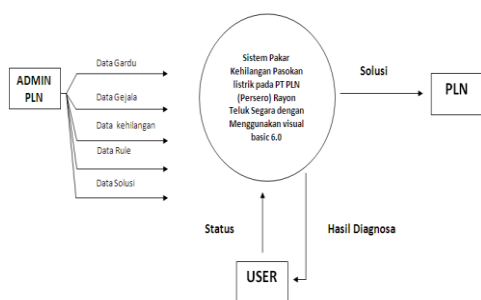 ADMIN
PLN
Data Gardu
Data Gejala
Data kehilangan
Data Rule
Data Solusi
Sistem Pakar
Kehilangan Pasokan
listrik pada PT PLN
(Persero) Rayon
Teluk Segara dengan
Menggunakan visual
basic 6.0
Solusi
PLN
Status
Hasil Diagnosa
USER